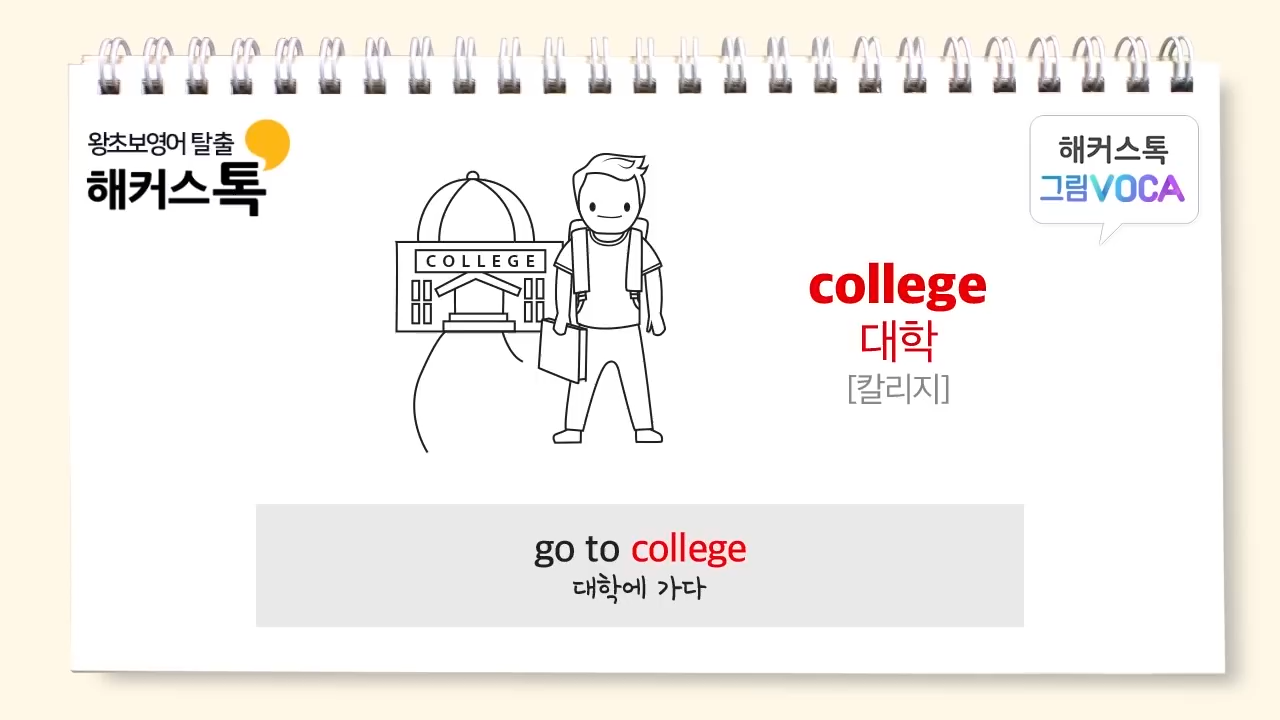 왕초보영어 탈출
해커스톡
해커스톡
그림VOCA
COLLEGE
college
대학
[칼리지]
go to college
대학에 가다